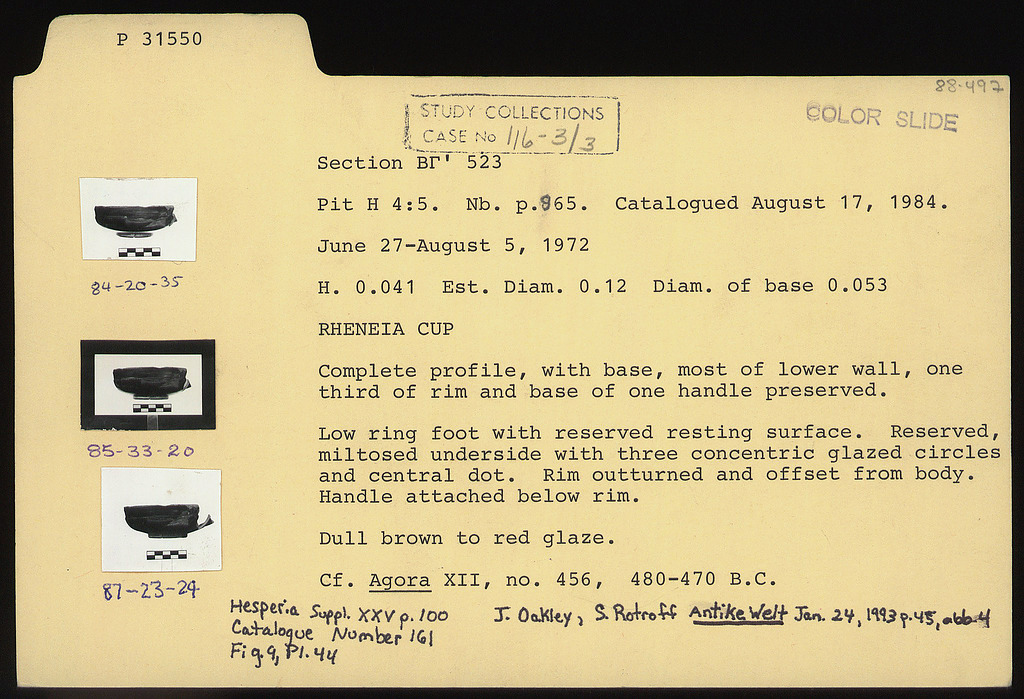 P 31550
88-497
STUDY COLLECTIONS
CASE No 116-3/3
COLOR SLIDE
Section ΒΓ' 523
Pit H 4:5. Nb. p.865. Catalogued August 17, 1984.
June 27-August 5, 1972
H. 0.041 Est. Diam. 0.12 Diam. of base 0.053
RHENEIA CUP
Complete profile, with base, most of lower wall, one
third of rim and base of one handle preserved.
Low ring foot with reserved resting surface. Reserved,
miltosed underside with three concentric glazed circles
and central dot. Rim outturned and offset from body.
Handle attached below rim.
Dull brown to red glaze.
Cf. Agora XII, no. 456, 480-470 B.C.
84-20-35
85-33-20
87-23-24
Hesperia Suppl. XXV p. 100
Catalogue Number 161
Fig. 9, Pl. 44
J. Oakley, S. Rotroff Antike Welt Jan. 24, 1993 p. 45, abb 4